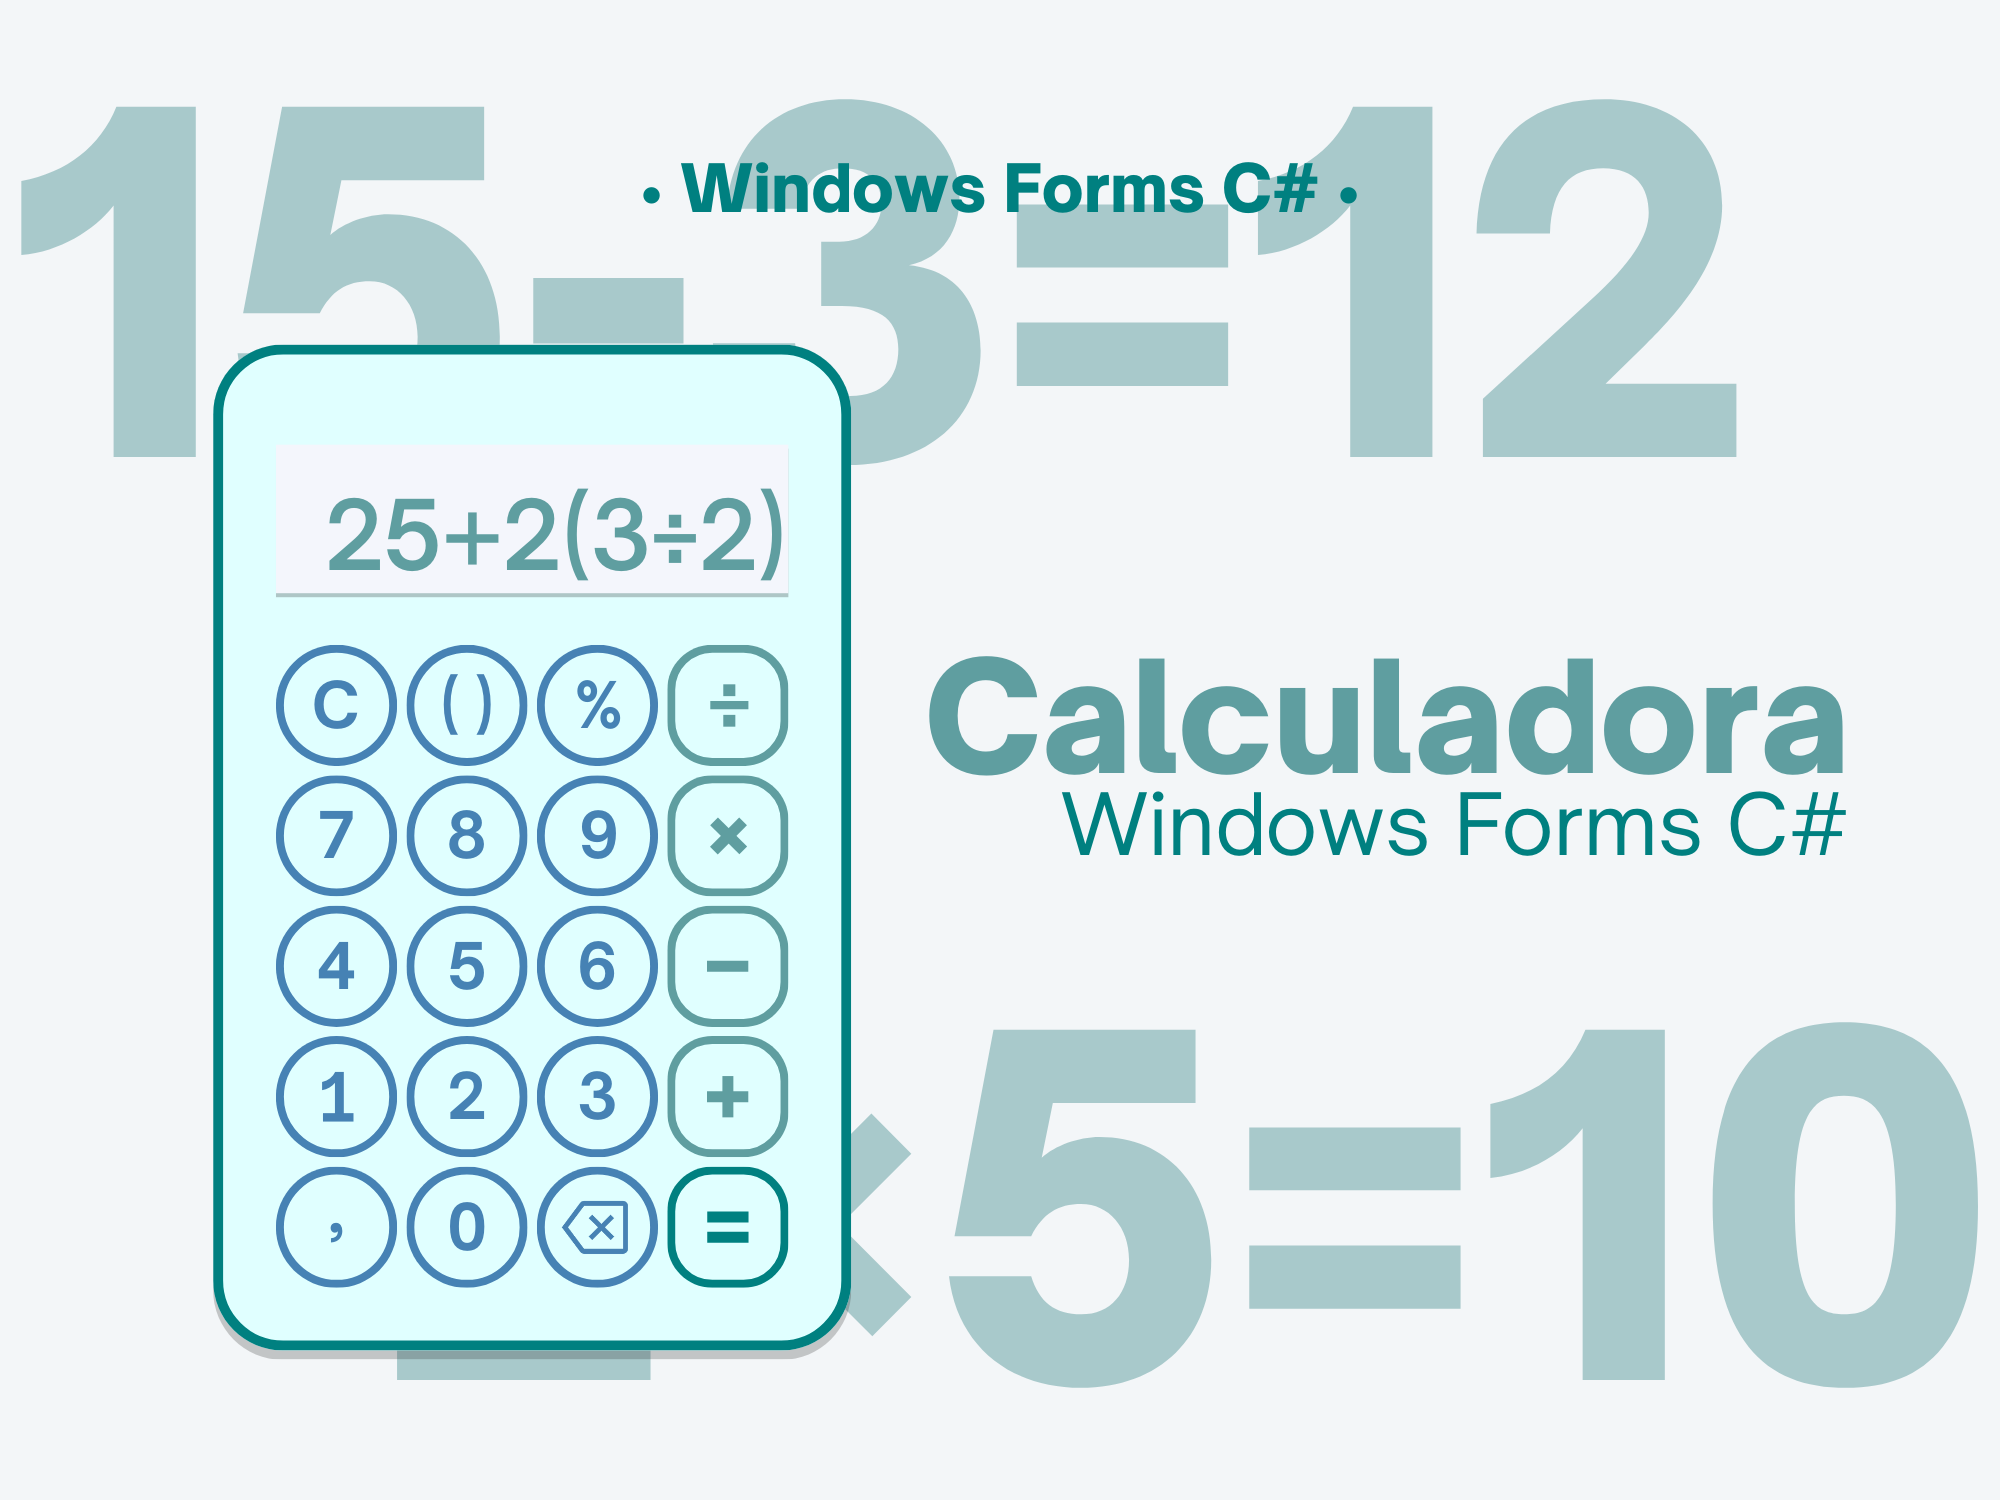 15-3=12
• Windows Forms C# •
25+2(3÷2)
C ( ) % ÷
7 8 9 ×
4 5 6 −
1 2 3 +
, 0 =
Calculadora
Windows Forms C#
×5=10